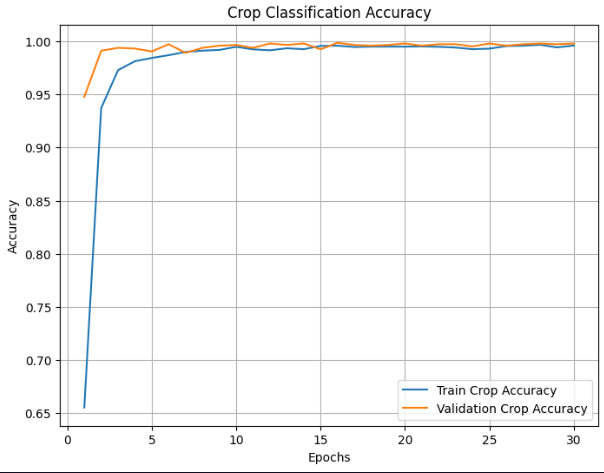 Crop Classification Accuracy
1.00
0.95
0.90
0.85
0.80
0.75
0.70
0.65
Accuracy
Train Crop Accuracy
Validation Crop Accuracy
0 5 10 15 20 25 30
Epochs